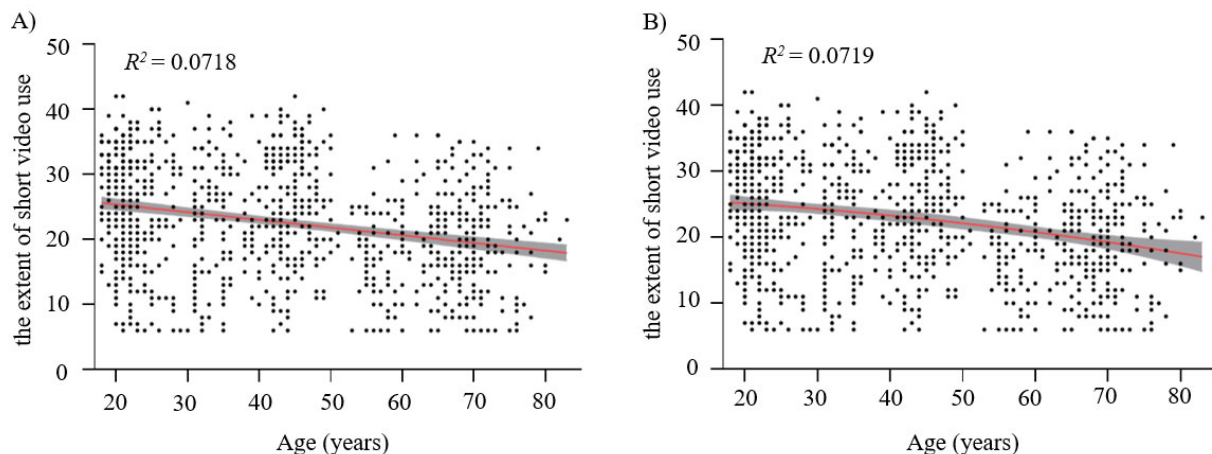 A)
R² = 0.0718
the extent of short video use
50
40
30
20
10
0
20 30 40 50 60 70 80
Age (years)
B)
R² = 0.0719
the extent of short video use
50
40
30
20
10
0
20 30 40 50 60 70 80
Age (years)